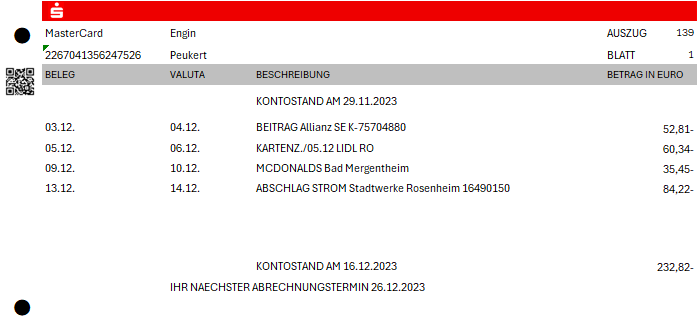 MasterCard Engin AUSZUG 139
2267041356247526 Peukert BLATT 1
BELEG VALUTA BESCHREIBUNG BETRAG IN EURO
KONTOSTAND AM 29.11.2023
03.12. 04.12. BEITRAG Allianz SE K-75704880 52,81-
05.12. 06.12. KARTENZ./05.12 LIDL RO 60,34-
09.12. 10.12. MCDONALDS Bad Mergentheim 35,45-
13.12. 14.12. ABSCHLAG STROM Stadtwerke Rosenheim 16490150 84,22-
KONTOSTAND AM 16.12.2023 232,82-
IHR NAECHSTER ABRECHNUNGSTERMIN 26.12.2023